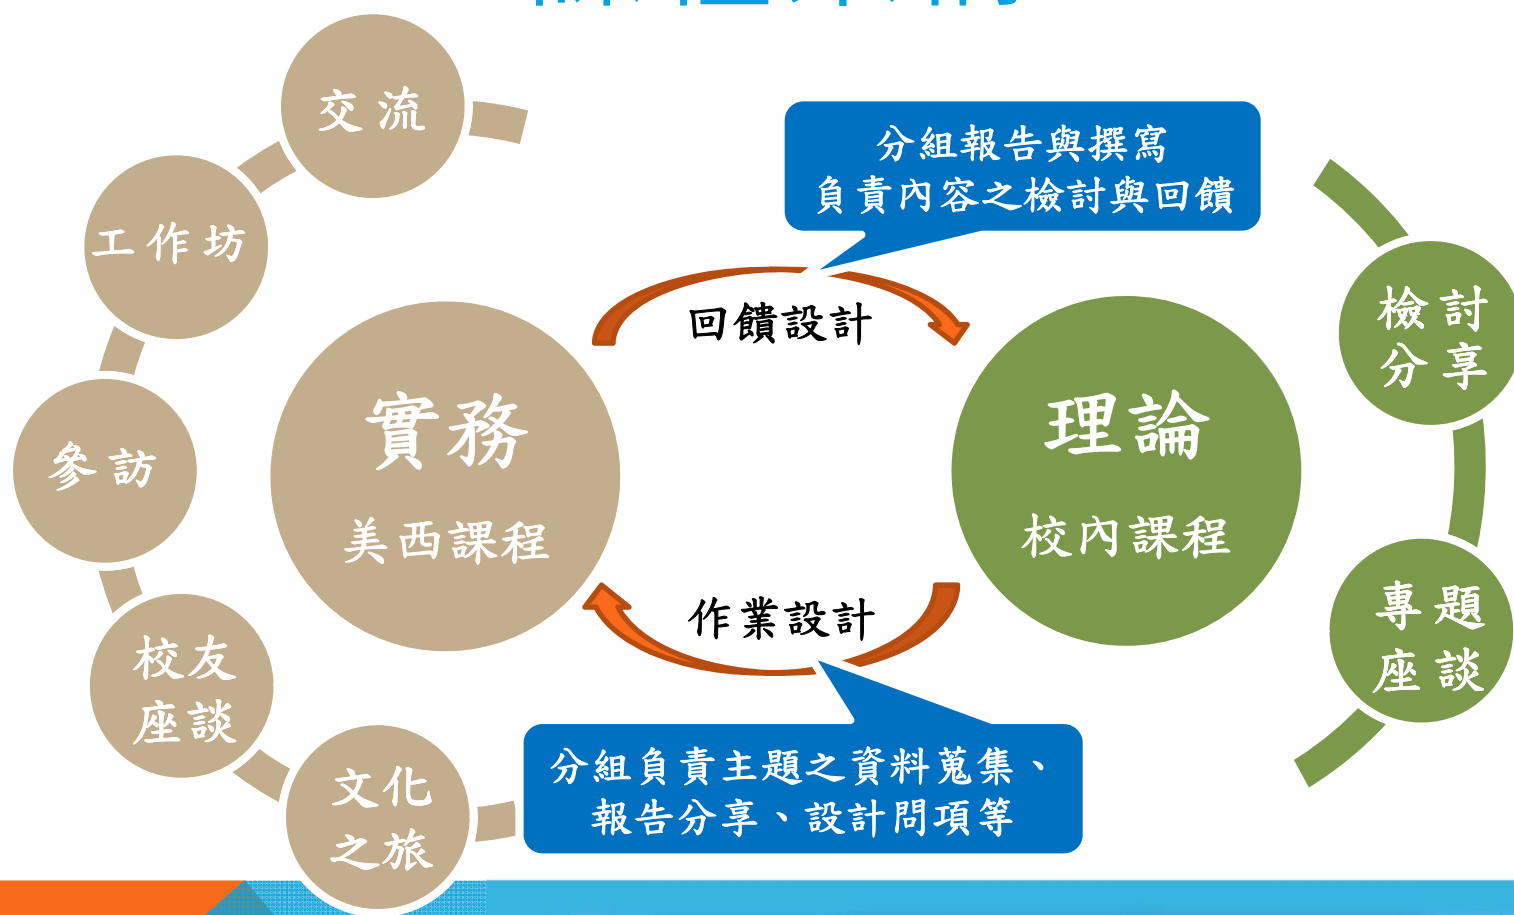 交流
工作坊
參訪
校友
座談
文化
之旅
實務
美西課程
分組報告與撰寫
負責內容之檢討與回饋
回饋設計
作業設計
分組負責主題之資料蒐集、
報告分享、設計問項等
理論
校內課程
檢討
分享
專題
座談